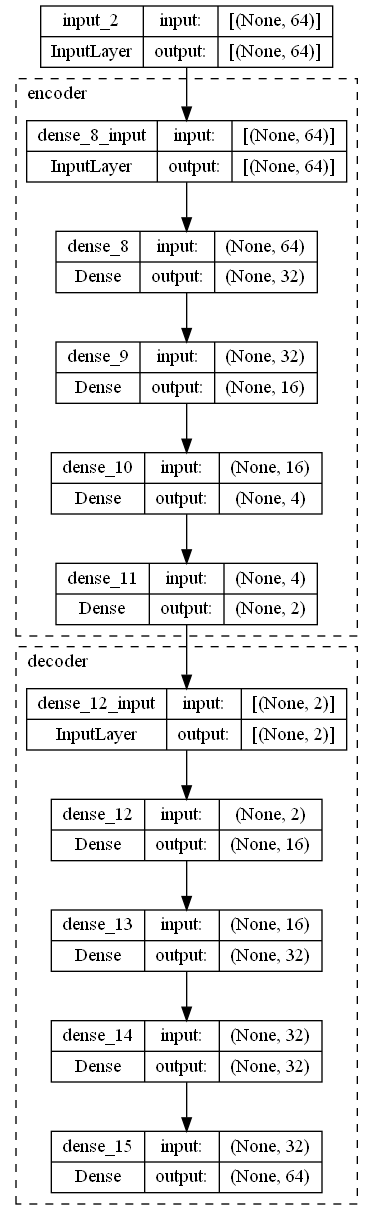 input_2 input: [(None, 64)]
InputLayer output: [(None, 64)]
encoder
dense_8_input input: [(None, 64)]
InputLayer output: [(None, 64)]
dense_8 input: (None, 64)
Dense output: (None, 32)
dense_9 input: (None, 32)
Dense output: (None, 16)
dense_10 input: (None, 16)
Dense output: (None, 4)
dense_11 input: (None, 4)
Dense output: (None, 2)
decoder
dense_12_input input: [(None, 2)]
InputLayer output: [(None, 2)]
dense_12 input: (None, 2)
Dense output: (None, 16)
dense_13 input: (None, 16)
Dense output: (None, 32)
dense_14 input: (None, 32)
Dense output: (None, 32)
dense_15 input: (None, 32)
Dense output: (None, 64)